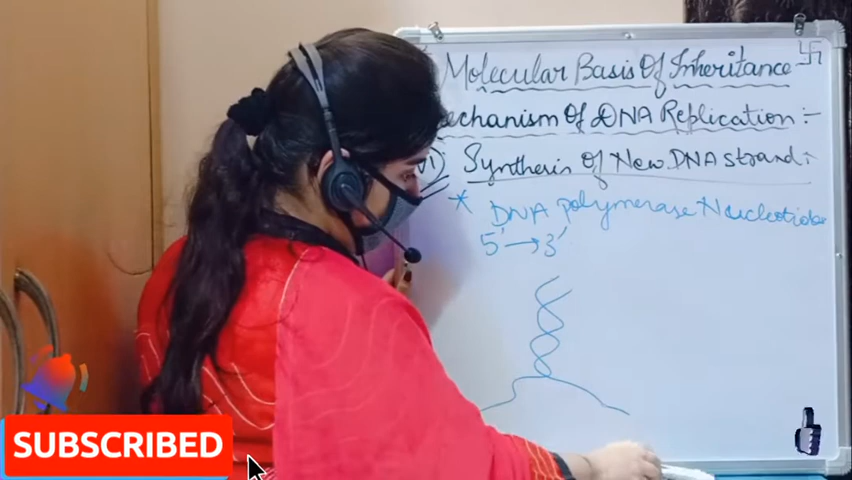 Molecular Basis Of Inheritance
echanism Of DNA Replication :-
vi) Synthesis Of New DNA strand :-
* DNA polymerase Nucleotides
5' → 3'
SUBSCRIBED